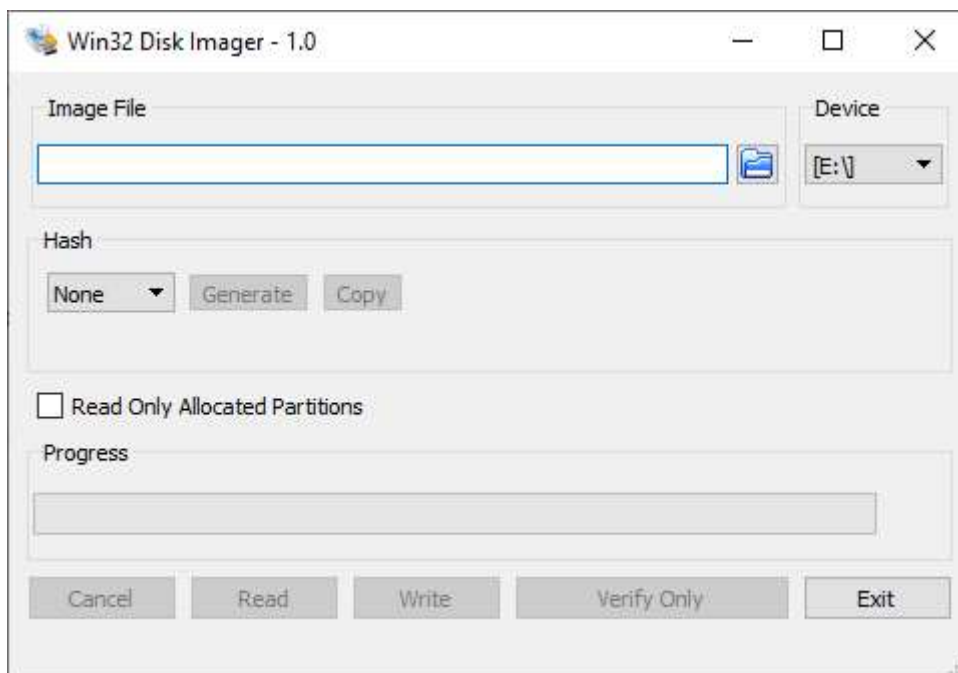 Win32 Disk Imager - 1.0
Image File
Device
[E:\]
Hash
None Generate Copy
Read Only Allocated Partitions
Progress
Cancel Read Write Verify Only Exit